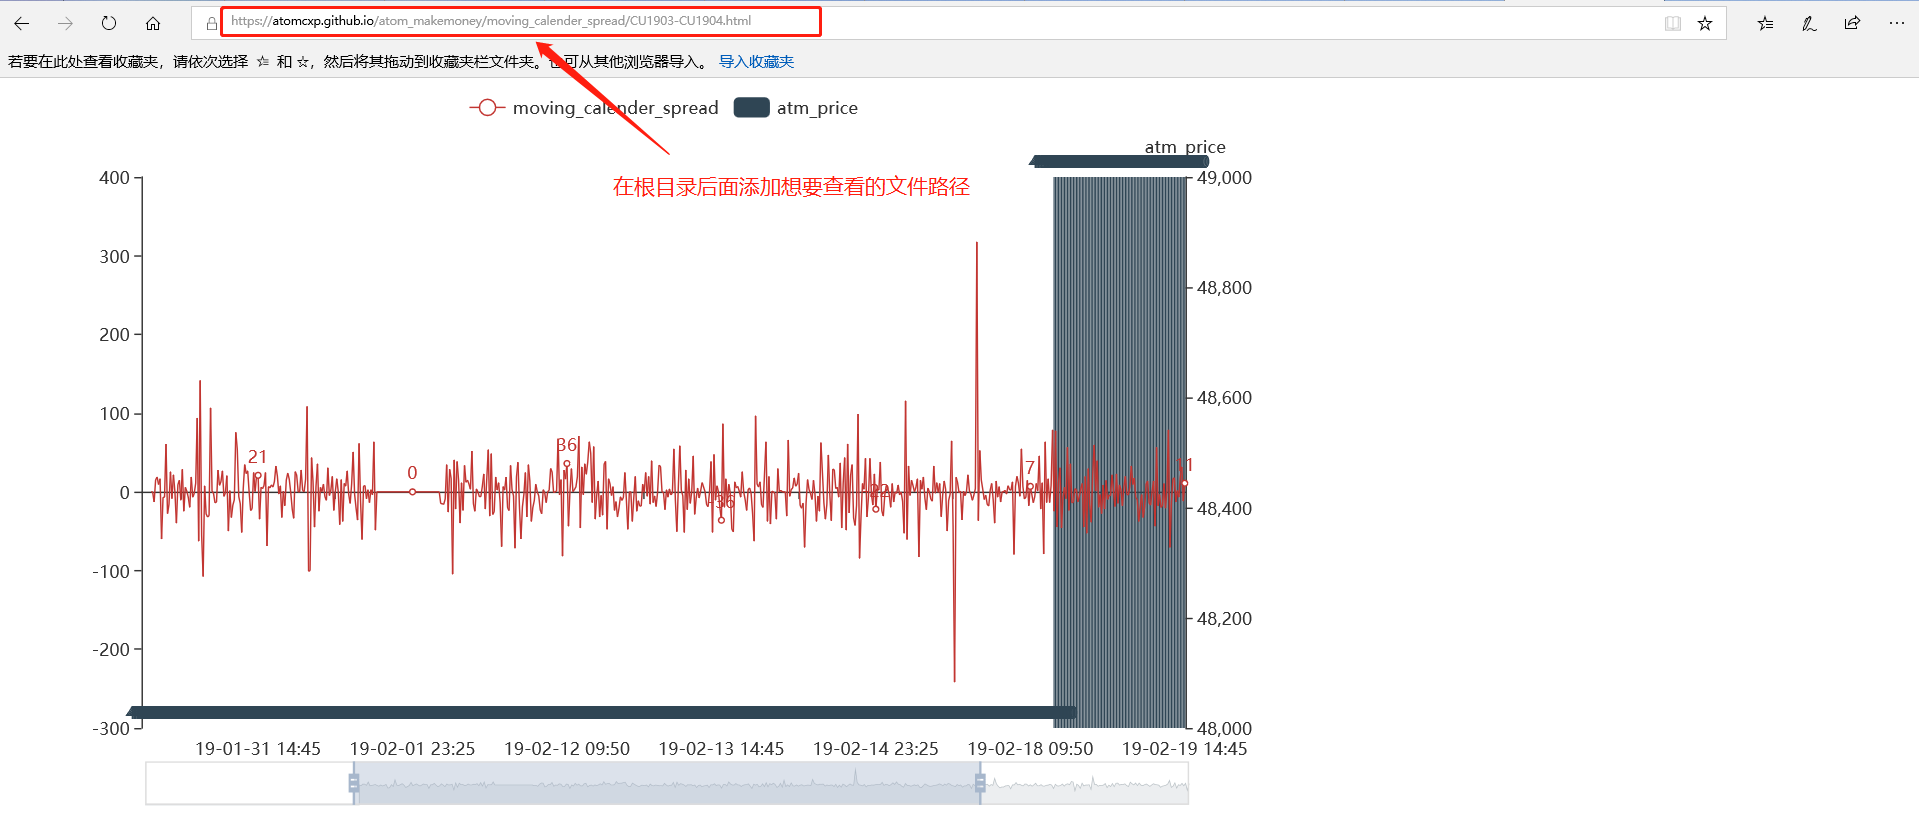 https://atomcxp.github.io/atom_makemoney/moving_calender_spread/CU1903-CU1904.html
若要在此处查看收藏夹，请依次选择 和 ，然后将其拖动到收藏夹栏文件夹。也可从其他浏览器导入。 导入收藏夹
moving_calender_spread atm_price
atm_price
在根目录后面添加想要查看的文件路径
400 49,000
300 48,800
200
100 48,600
21 0 36 -36 -22 7 1
0 48,400
-100
-200 48,200
-300 48,000
19-01-31 14:45 19-02-01 23:25 19-02-12 09:50 19-02-13 14:45 19-02-14 23:25 19-02-18 09:50 19-02-19 14:45